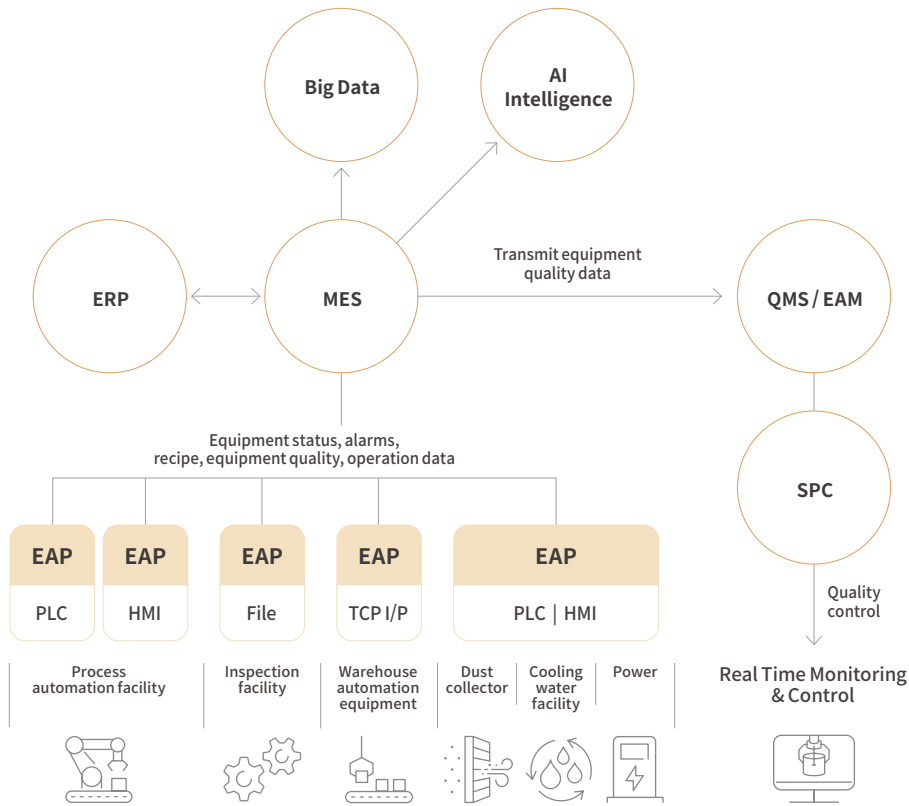 Big Data
AI
Intelligence
ERP
MES
Transmit equipment
quality data
QMS / EAM
Equipment status, alarms,
recipe, equipment quality, operation data
SPC
EAP
PLC
EAP
HMI
EAP
File
EAP
TCP I/P
EAP
PLC | HMI
Quality
control
Process
automation facility
Inspection
facility
Warehouse
automation
equipment
Dust
collector
Cooling
water
facility
Power
Real Time Monitoring
& Control